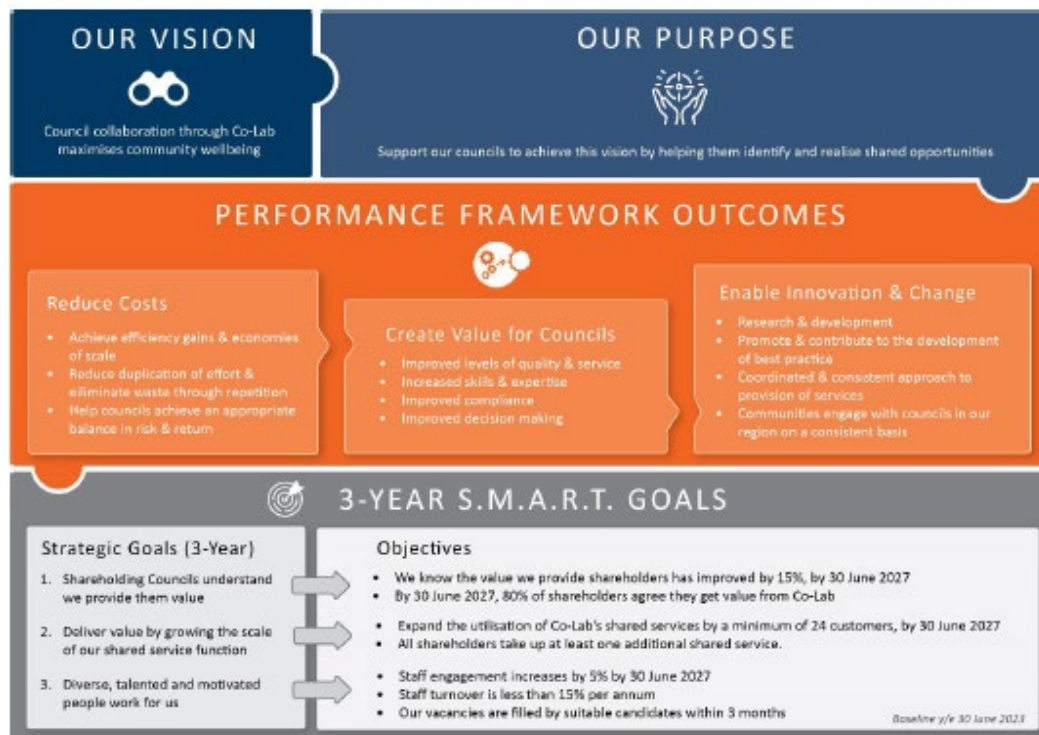 OUR VISION
Council collaboration through Co-Lab
maximises community wellbeing
OUR PURPOSE
Support our councils to achieve this vision by helping them identify and realise shared opportunities
PERFORMANCE FRAMEWORK OUTCOMES
Reduce Costs
• Achieve efficiency gains & economies
of scale
• Reduce duplication of effort &
eiliminate waste through repetition
• Help councils achieve an appropriate
balance in risk & return
Create Value for Councils
• Improved levels of quality & service
• Increased skills & expertise
• Improved compliance
• Improved decision making
Enable Innovation & Change
• Research & development
• Promote & contribute to the development
of best practice
• Coordinated & consistent approach to
provision of services
• Communities engage with councils in our
region on a consistent basis
3-YEAR S.M.A.R.T. GOALS
Strategic Goals (3-Year)
1. Shareholding Councils understand
we provide them value
2. Deliver value by growing the scale
of our shared service function
3. Diverse, talented and motivated
people work for us
Objectives
• We know the value we provide shareholders has improved by 15%, by 30 June 2027
• By 30 June 2027, 80% of shareholders agree they get value from Co-Lab
• Expand the utilisation of Co-Lab's shared services by a minimum of 24 customers, by 30 June 2027
• All shareholders take up at least one additional shared service.
• Staff engagement increases by 5% by 30 June 2027
• Staff turnover is less than 15% per annum
• Our vacancies are filled by suitable candidates within 3 months
Baseline y/e 30 June 2023